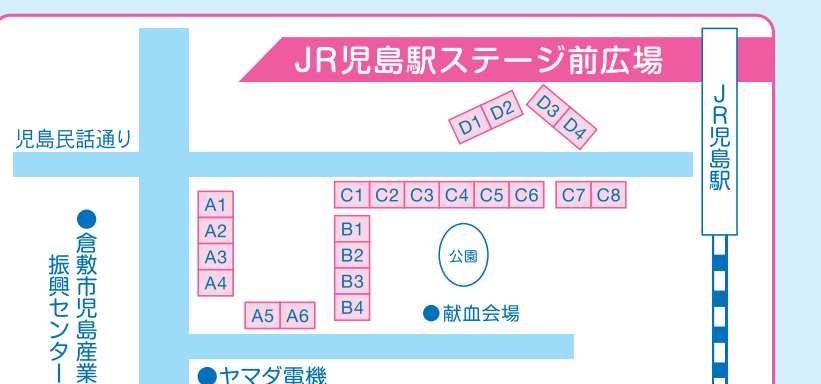 JR児島駅ステージ前広場
JR児島駅
D1 D2 D3 D4
児島民話通り
C1 C2 C3 C4 C5 C6 C7 C8
A1
A2
A3
A4
A5 A6
B1
B2
B3
B4
公園
●献血会場
●倉敷市児島産業
振興センター
●ヤマダ電機